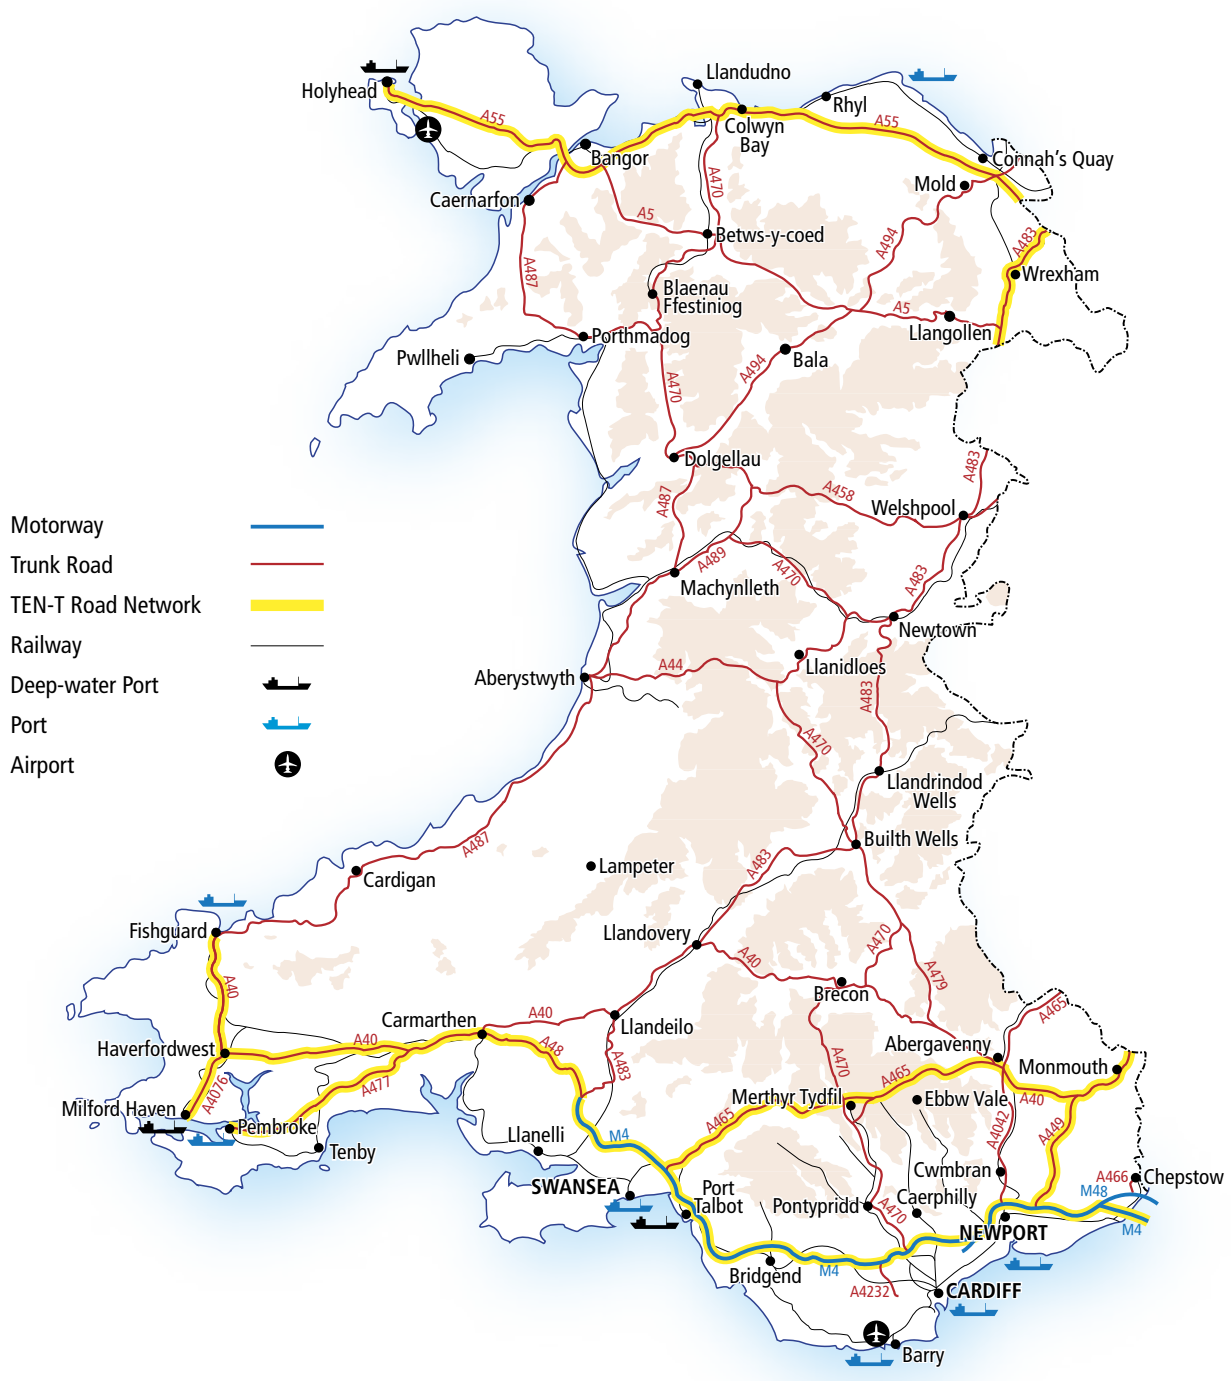 Holyhead
Llandudno
Rhyl
A55
Colwyn
Bay
A55
Bangor
Connah's Quay
Mold
Caernarfon
A470
A5
Betws-y-coed
A494
A483
A487
Wrexham
Blaenau
Ffestiniog
A5
Llangollen
Porthmadog
Pwllheli
Bala
A494
A470
Dolgellau
A483
A487
A458
Welshpool
Motorway
Trunk Road
TEN-T Road Network
Railway
Deep-water Port
Port
Airport
A489
A470
A483
Machynlleth
Newtown
Aberystwyth
A44
Llanidloes
A483
A470
Llandrindod
Wells
A487
Builth Wells
A483
Lampeter
Cardigan
Fishguard
Llandovery
A470
A40
A479
A40
Brecon
A465
Carmarthen
A40
Llandeilo
Haverfordwest
A40
A48
Abergavenny
A483
A470
Monmouth
A477
A465
A4076
Merthyr Tydfil
Ebbw Vale
A40
Milford Haven
A465
A4042
A449
Pembroke
M4
Llanelli
Tenby
Cwmbran
A466
Chepstow
SWANSEA
Port
Talbot
Pontypridd
Caerphilly
M48
A470
NEWPORT
M4
Bridgend
M4
A4232
CARDIFF
Barry